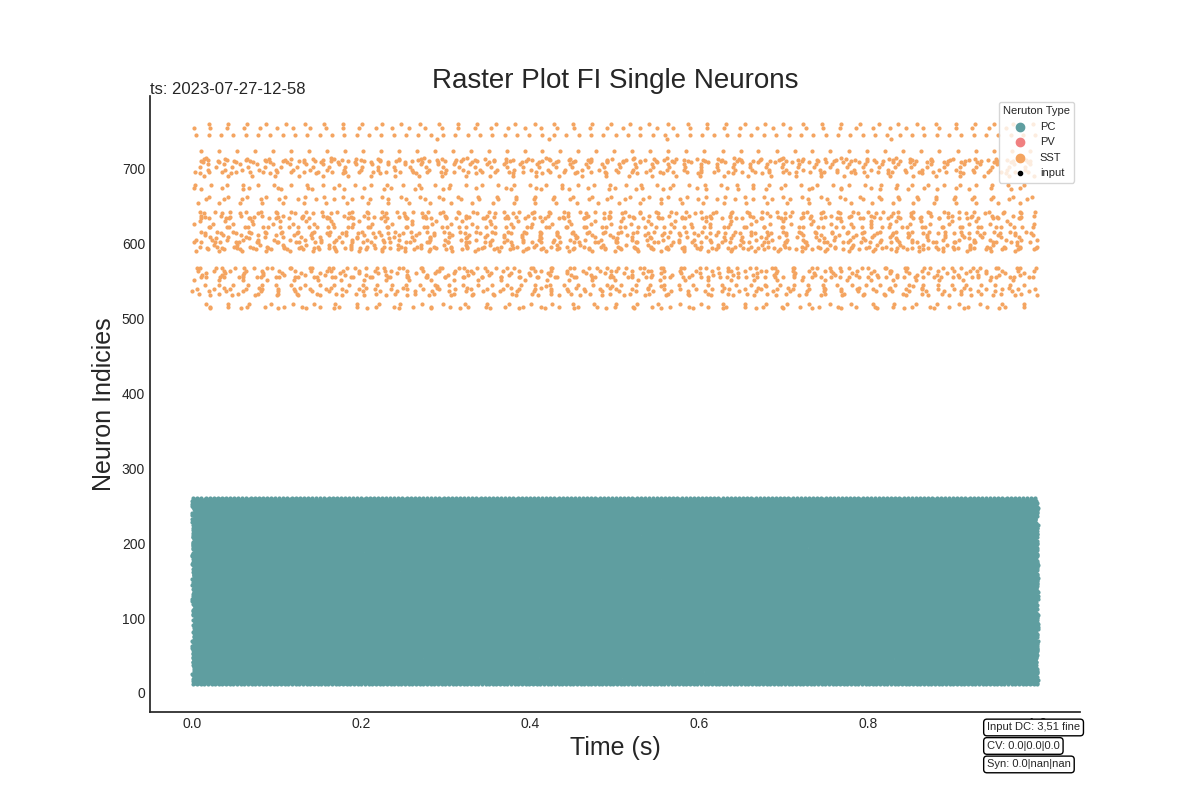 Raster Plot FI Single Neurons
ts: 2023-07-27-12-58
Neruton Type
PC
PV
SST
input
Neuron Indicies
700
600
500
400
300
200
100
0
0.0
0.2
0.4
0.6
0.8
Time (s)
Input DC: 3,51 fine
CV: 0.0|0.0|0.0
Syn: 0.0|nan|nan